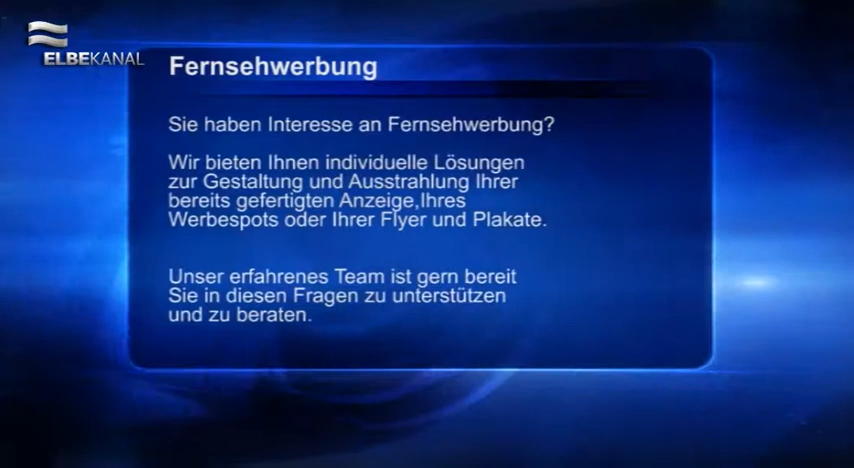 ELBEKANAL
Fernsehwerbung
Sie haben Interesse an Fernsehwerbung?
Wir bieten Ihnen individuelle Lösungen
zur Gestaltung und Ausstrahlung Ihrer
bereits gefertigten Anzeige,Ihres
Werbespots oder Ihrer Flyer und Plakate.
Unser erfahrenes Team ist gern bereit
Sie in diesen Fragen zu unterstützen
und zu beraten.